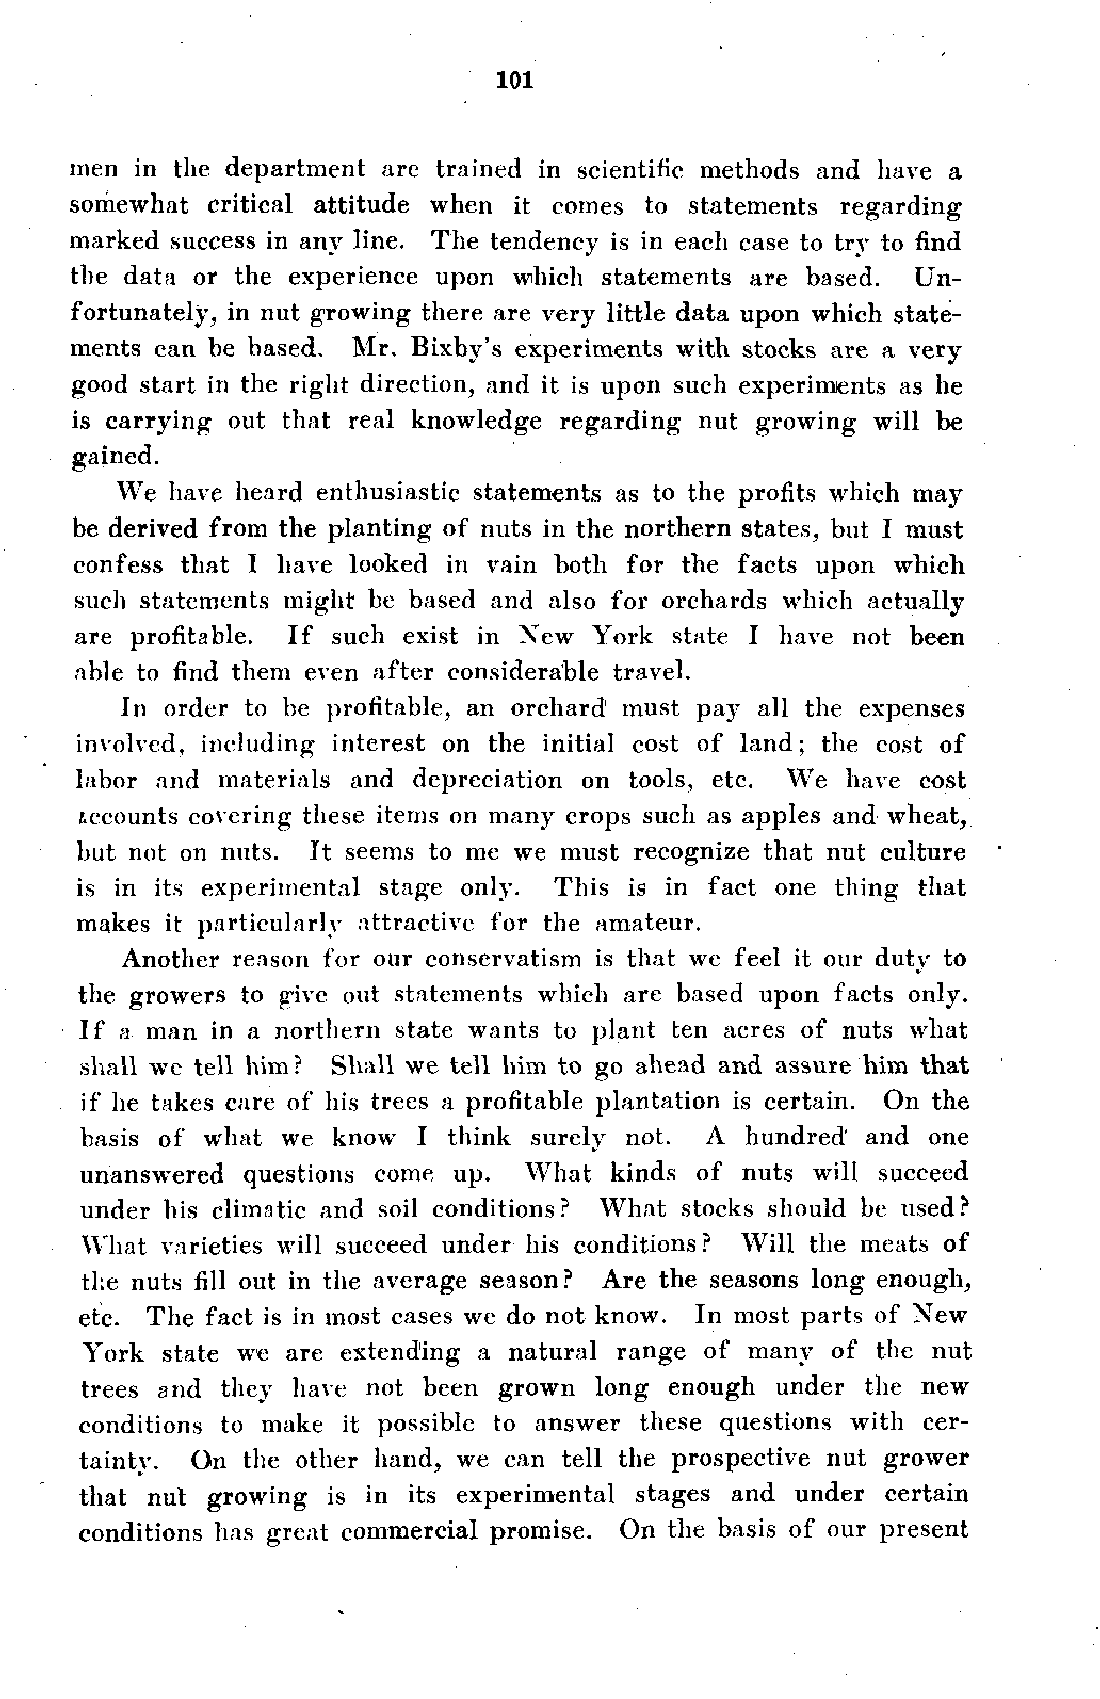 101
men in the department are trained in scientific methods and have a
somewhat critical attitude when it comes to statements regarding
marked success in any line. The tendency is in each case to try to find
the data or the experience upon which statements are based. Un-
fortunately, in nut growing there are very little data upon which state-
ments can be based. Mr. Bixby's experiments with stocks are a very
good start in the right direction, and it is upon such experiments as he
is carrying out that real knowledge regarding nut growing will be
gained.
We have heard enthusiastic statements as to the profits which may
be derived from the planting of nuts in the northern states, but I must
confess that I have looked in vain both for the facts upon which
such statements might be based and also for orchards which actually
are profitable. If such exist in New York state I have not been
able to find them even after considerable travel.
In order to be profitable, an orchard must pay all the expenses
involved, including interest on the initial cost of land; the cost of
labor and materials and depreciation on tools, etc. We have cost
accounts covering these items on many crops such as apples and wheat,
but not on nuts. It seems to me we must recognize that nut culture
is in its experimental stage only. This is in fact one thing that
makes it particularly attractive for the amateur.
Another reason for our conservatism is that we feel it our duty to
the growers to give out statements which are based upon facts only.
If a man in a northern state wants to plant ten acres of nuts what
shall we tell him? Shall we tell him to go ahead and assure him that
if he takes care of his trees a profitable plantation is certain. On the
basis of what we know I think surely not. A hundred and one
unanswered questions come up. What kinds of nuts will succeed
under his climatic and soil conditions? What stocks should be used?
What varieties will succeed under his conditions? Will the meats of
the nuts fill out in the average season? Are the seasons long enough,
etc. The fact is in most cases we do not know. In most parts of New
York state we are extending a natural range of many of the nut
trees and they have not been grown long enough under the new
conditions to make it possible to answer these questions with cer-
tainty. On the other hand, we can tell the prospective nut grower
that nut growing is in its experimental stages and under certain
conditions has great commercial promise. On the basis of our present